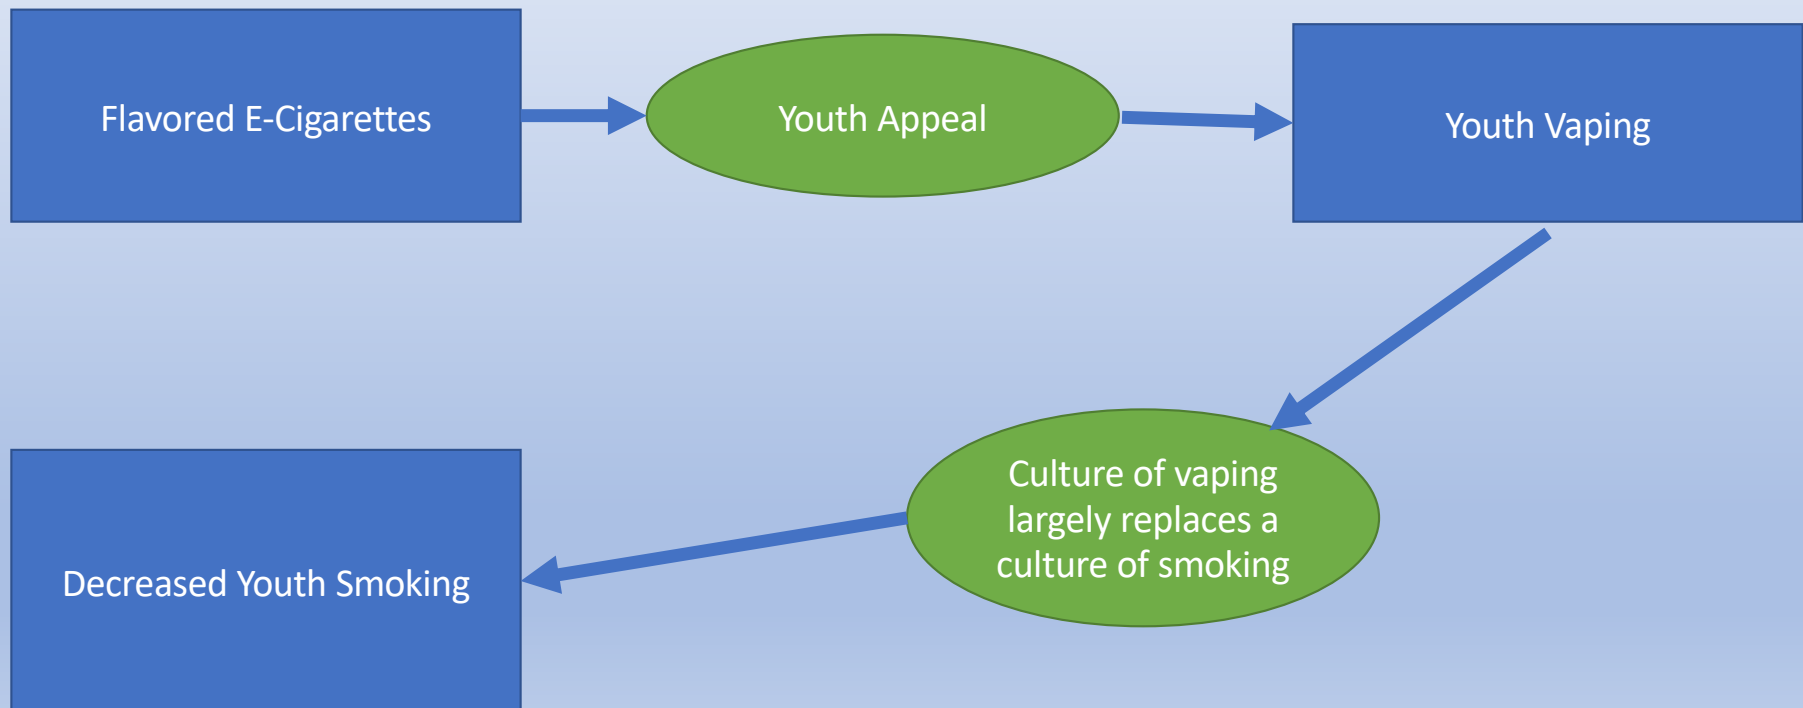 Flavored E-Cigarettes
Youth Appeal
Youth Vaping
Culture of vaping
largely replaces a
culture of smoking
Decreased Youth Smoking